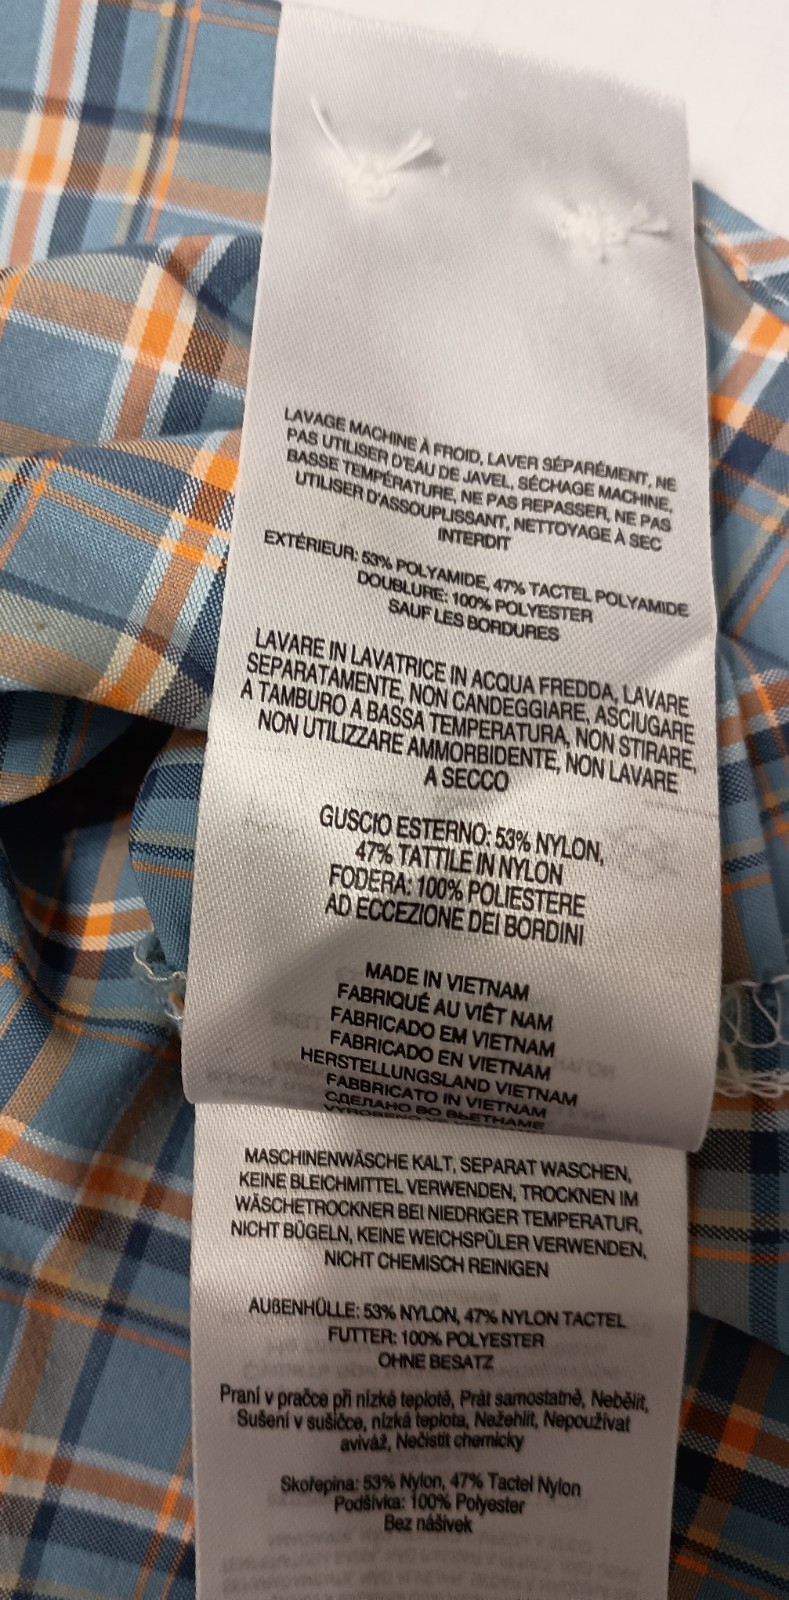 LAVAGE MACHINE À FROID, LAVER SÉPARÉMENT, NE
PAS UTILISER D'EAU DE JAVEL, SÉCHAGE MACHINE,
BASSE TEMPÉRATURE, NE PAS REPASSER, NE PAS
UTILISER D'ASSOUPLISSANT, NETTOYAGE À SEC
INTERDIT
EXTÉRIEUR: 53% POLYAMIDE, 47% TACTEL POLYAMIDE
DOUBLURE: 100% POLYESTER
SAUF LES BORDURES
LAVARE IN LAVATRICE IN ACQUA FREDDA, LAVARE
SEPARATAMENTE, NON CANDEGGIARE, ASCIUGARE
A TAMBURO A BASSA TEMPERATURA, NON STIRARE,
NON UTILIZZARE AMMORBIDENTE, NON LAVARE
A SECCO
GUSCIO ESTERNO: 53% NYLON,
47% TATTILE IN NYLON
FODERA: 100% POLIESTERE
AD ECCEZIONE DEI BORDINI
MADE IN VIETNAM
FABRIQUÉ AU VIÊT NAM
FABRICADO EM VIETNAM
FABRICADO EN VIETNAM
HERSTELLUNGSLAND VIETNAM
FABBRICATO IN VIETNAM
СДЕЛАНО ВО ВЬЕТНАМЕ
MASCHINENWÄSCHE KALT, SEPARAT WASCHEN,
KEINE BLEICHMITTEL VERWENDEN, TROCKNEN IM
WÄSCHETROCKNER BEI NIEDRIGER TEMPERATUR,
NICHT BÜGELN, KEINE WEICHSPÜLER VERWENDEN,
NICHT CHEMISCH REINIGEN
AUßENHÜLLE: 53% NYLON, 47% NYLON TACTEL
FUTTER: 100% POLYESTER
OHNE BESATZ
Praní v pračce při nízké teplotě, Prát samostatně, Nebělit,
Sušení v sušičce, nízká teplota, Nežehlit, Nepoužívat
aviváž, Nečistit chemicky
Skořepina: 53% Nylon, 47% Tactel Nylon
Podšívka: 100% Polyester
Bez nášivek